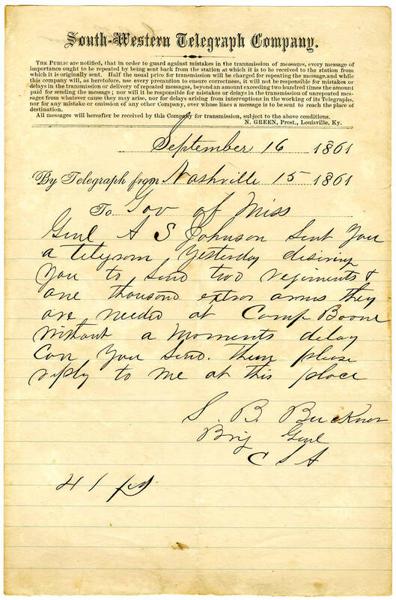 South-Western Telegraph Company.
THE PUBLIC are notified, that in order to guard against mistakes in the transmission of messages, every message of
importance ought to be repeated by being sent back from the station at which it is to be received to the station from
which it is originally sent. Half the usual price for transmission will be charged for repeating the message, and while
this company will, as heretofore, use every precaution to ensure correctness, it will not be responsible for mistakes or
delays in the transmission or delivery of repeated messages, beyond an amount exceeding two hundred times the amount
paid for sending the message; nor will it be responsible for mistakes or delays in the transmission of unrepeated mes-
sages from whatever cause they may arise, nor for delays arising from interruptions in the working of its Telegraphs,
nor for any mistake or omission of any other Company, over whose lines a message is to be sent to reach the place of
destination.
All messages will hereafter be received by this Company for transmission, subject to the above conditions.
N. GREEN, Prest., Louisville, Ky.
September 16 1861
By Telegraph from Nashville 15 1861
To Gov of Miss
Genl A S Johnson sent you
a telegram yesterday desiring
you to send two regiments &
one thousand extra arms they
are needed at Camp Boone
without a moments delay
Can you send them please
reply to me at this place
S. B. Buckner
Brig Genl
C S A
41 pd